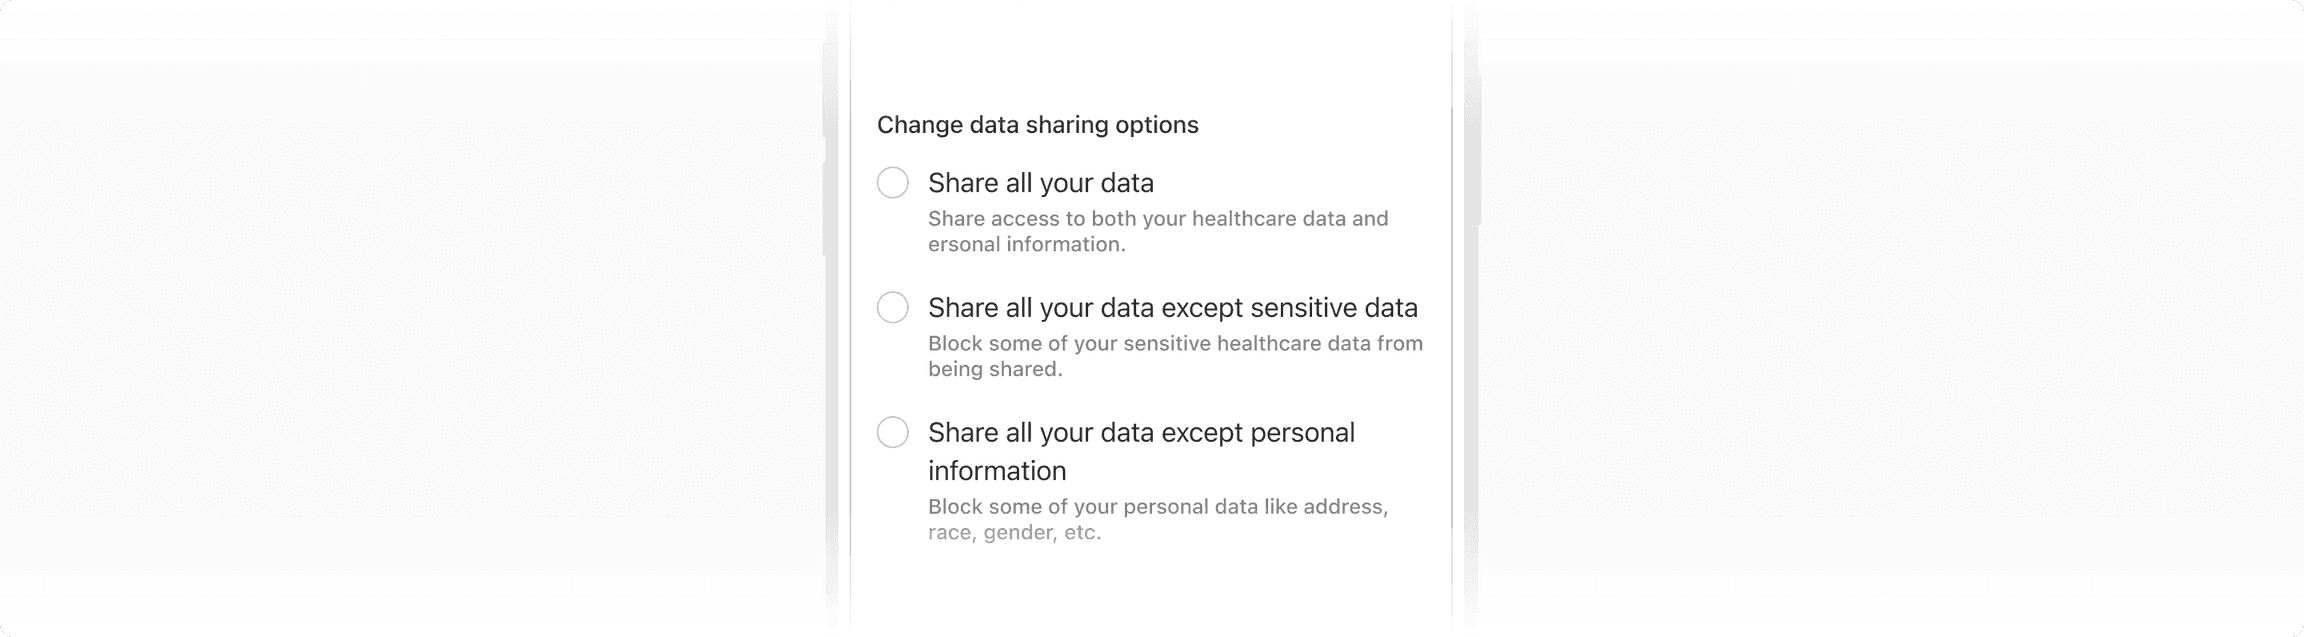 Change data sharing options
Share all your data
Share access to both your healthcare data and
ersonal information.
Share all your data except sensitive data
Block some of your sensitive healthcare data from
being shared.
Share all your data except personal
information
Block some of your personal data like address,
race, gender, etc.